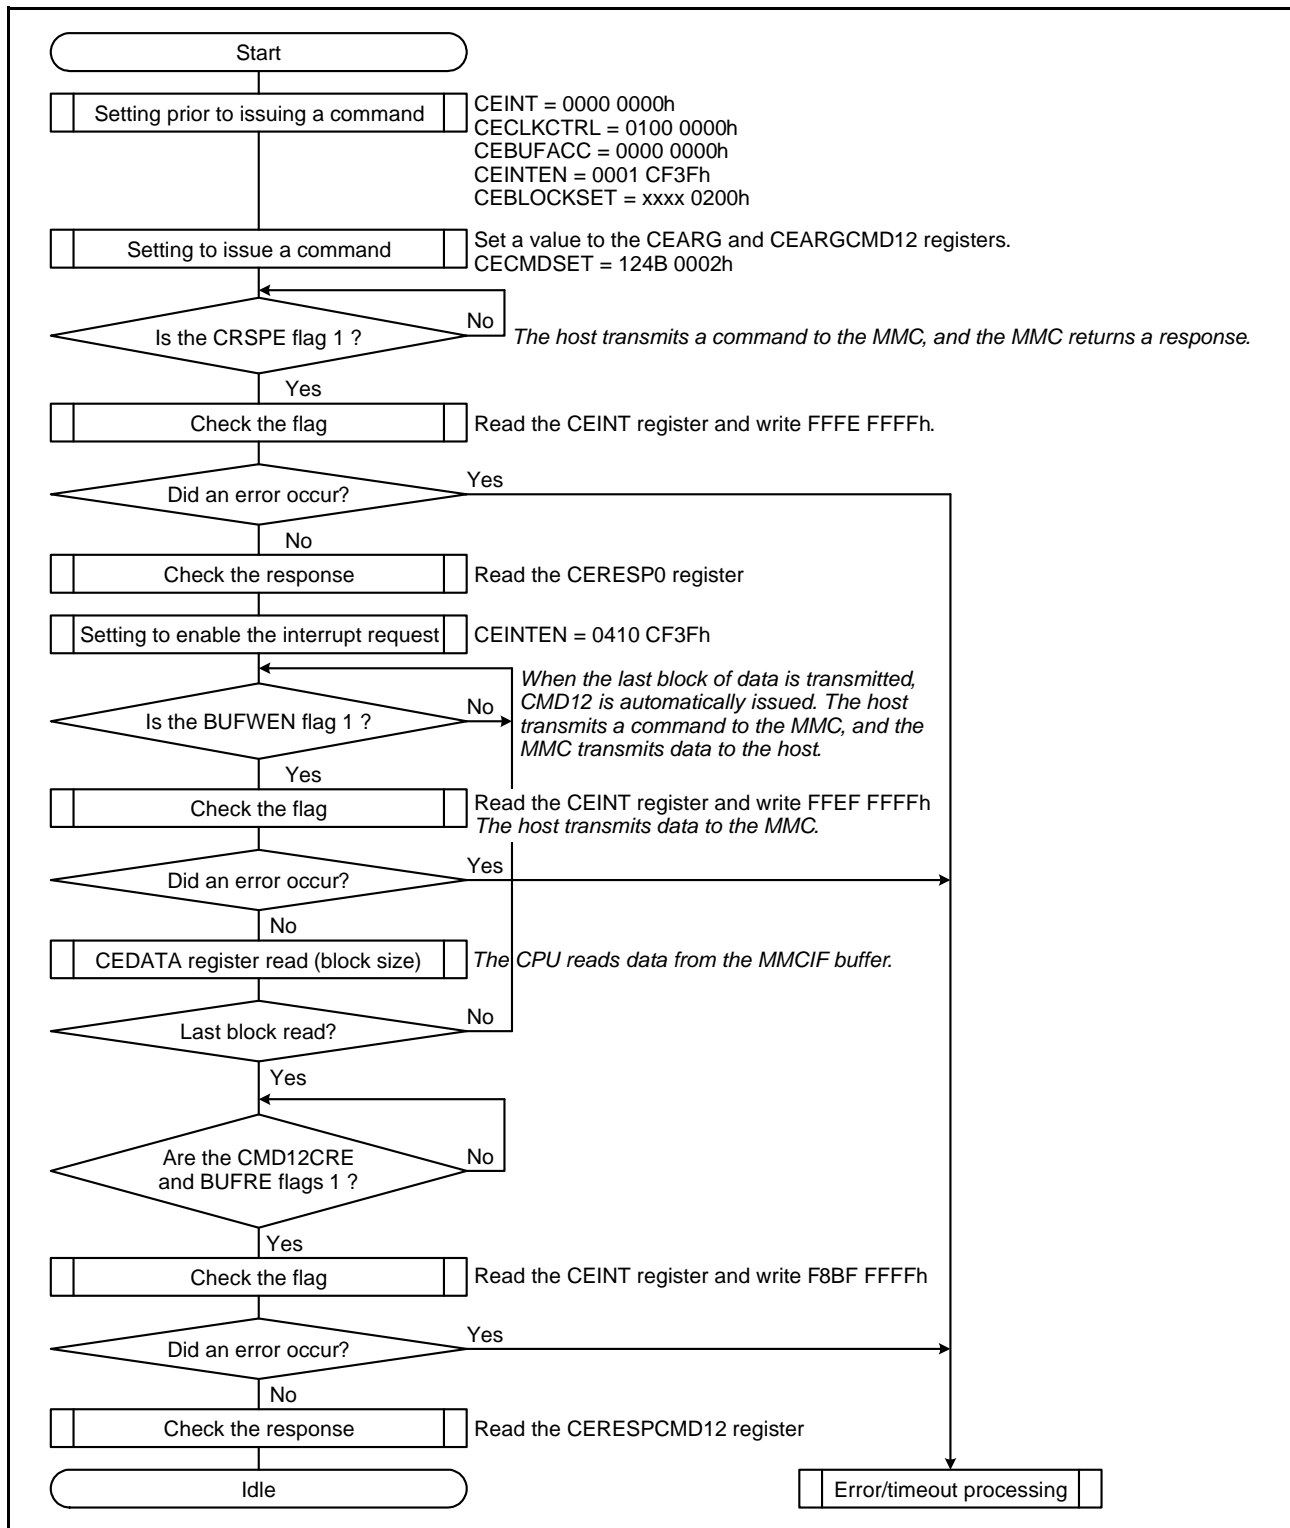 Start
Setting prior to issuing a command
CEINT = 0000 0000h
CECLKCTRL = 0100 0000h
CEBUFACC = 0000 0000h
CEINTEN = 0001 CF3Fh
CEBLOCKSET = xxxx 0200h
Setting to issue a command
Set a value to the CEARG and CEARGCMD12 registers.
CECMDSET = 124B 0002h
Is the CRSPE flag 1 ?
No
The host transmits a command to the MMC, and the MMC returns a response.
Yes
Check the flag
Read the CEINT register and write FFFE FFFFh.
Did an error occur?
Yes
No
Check the response
Read the CERESP0 register
Setting to enable the interrupt request
CEINTEN = 0410 CF3Fh
Is the BUFWEN flag 1 ?
No
When the last block of data is transmitted,
CMD12 is automatically issued. The host
transmits a command to the MMC, and the
MMC transmits data to the host.
Yes
Check the flag
Read the CEINT register and write FFEF FFFFh
The host transmits data to the MMC.
Did an error occur?
Yes
No
CEDATA register read (block size)
The CPU reads data from the MMCIF buffer.
Last block read?
No
Yes
Are the CMD12CRE
and BUFRE flags 1 ?
No
Yes
Check the flag
Read the CEINT register and write F8BF FFFFh
Did an error occur?
Yes
No
Check the response
Read the CERESPCMD12 register
Idle
Error/timeout processing